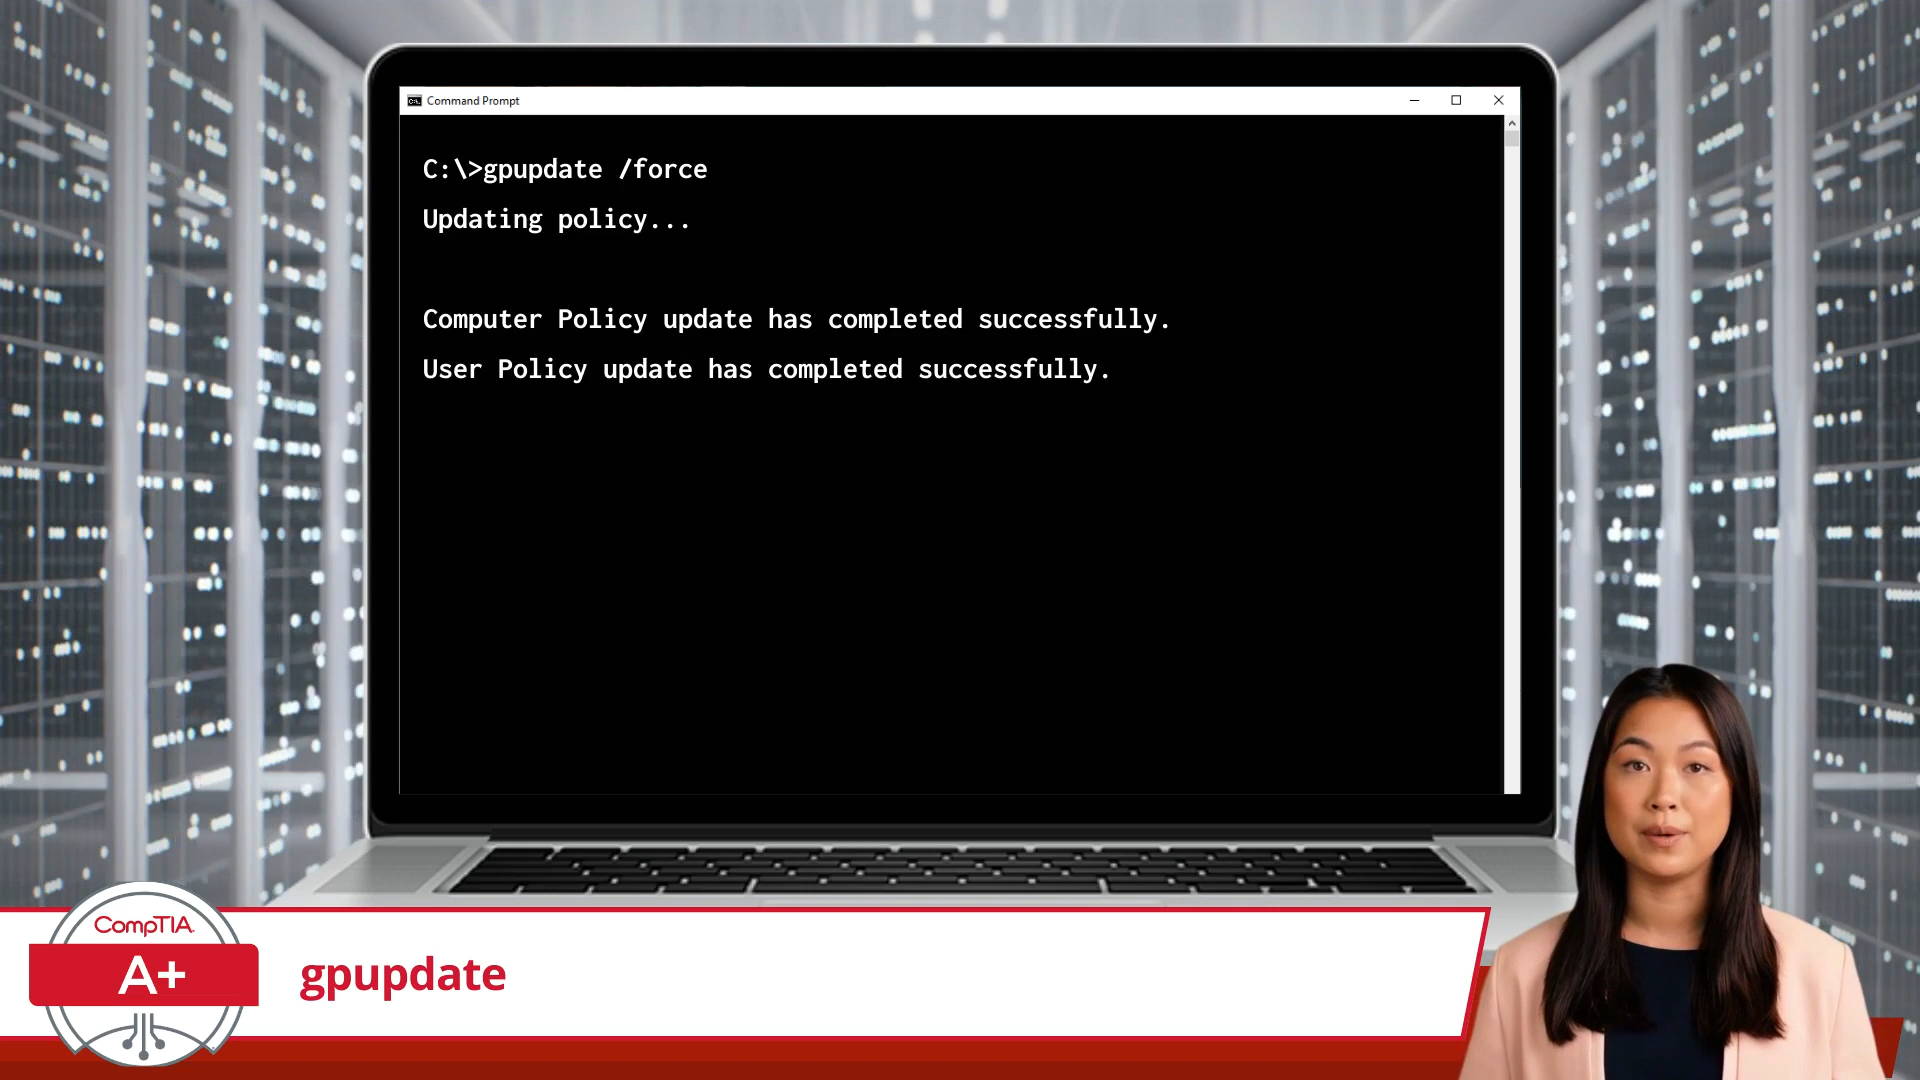 Command Prompt
C:\>gpupdate /force
Updating policy...
Computer Policy update has completed successfully.
User Policy update has completed successfully.
CompTIA.
A+
gpupdate